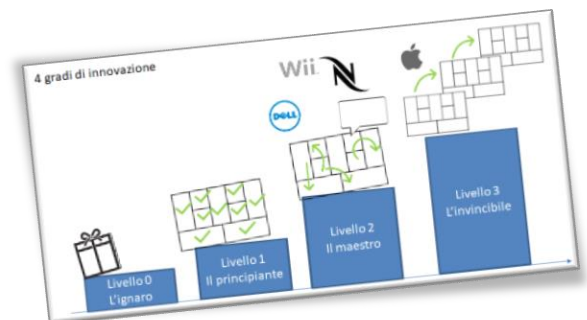 4 gradi di innovazione
Wii
N
DELL
Livello 0
L'ignaro
Livello 1
Il principiante
Livello 2
Il maestro
Livello 3
L'invincibile